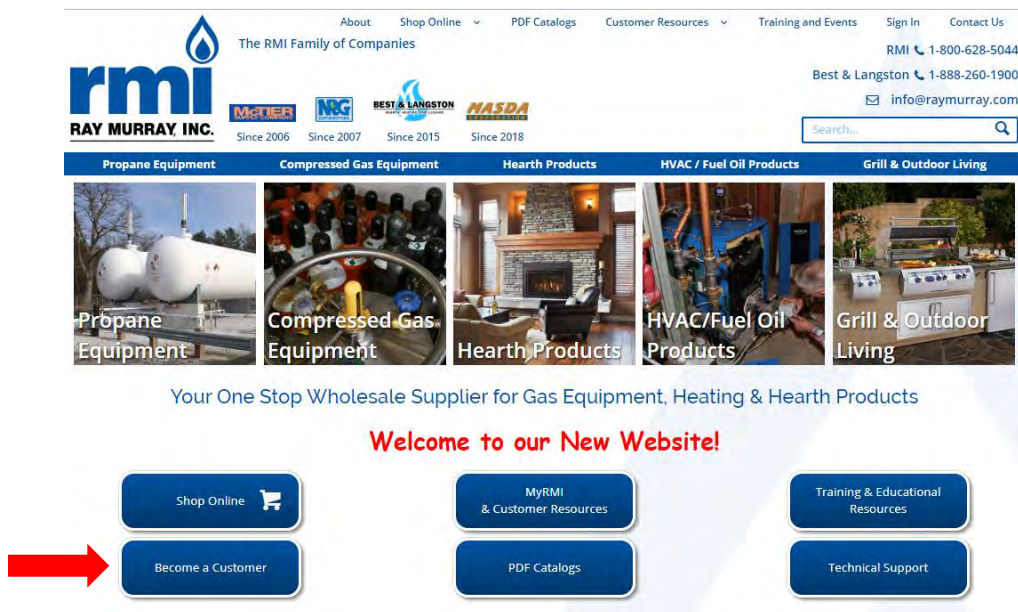 About Shop Online PDF Catalogs Customer Resources Training and Events Sign In Contact Us
The RMI Family of Companies
RMI 1-800-628-5044
Best & Langston 1-888-260-1900
info@raymurray.com
rmi
RAY MURRAY, INC.
McTIER
NRG
BEST & LANGSTON
MASDA
CORPORATION
Since 2006 Since 2007 Since 2015 Since 2018
Search...
Propane Equipment Compressed Gas Equipment Hearth Products HVAC / Fuel Oil Products Grill & Outdoor Living
Propane
Equipment
Compressed Gas
Equipment
Hearth Products
HVAC/Fuel Oil
Products
Grill & Outdoor
Living
Your One Stop Wholesale Supplier for Gas Equipment, Heating & Hearth Products
Welcome to our New Website!
Shop Online
MyRMI
& Customer Resources
Training & Educational
Resources
Become a Customer
PDF Catalogs
Technical Support